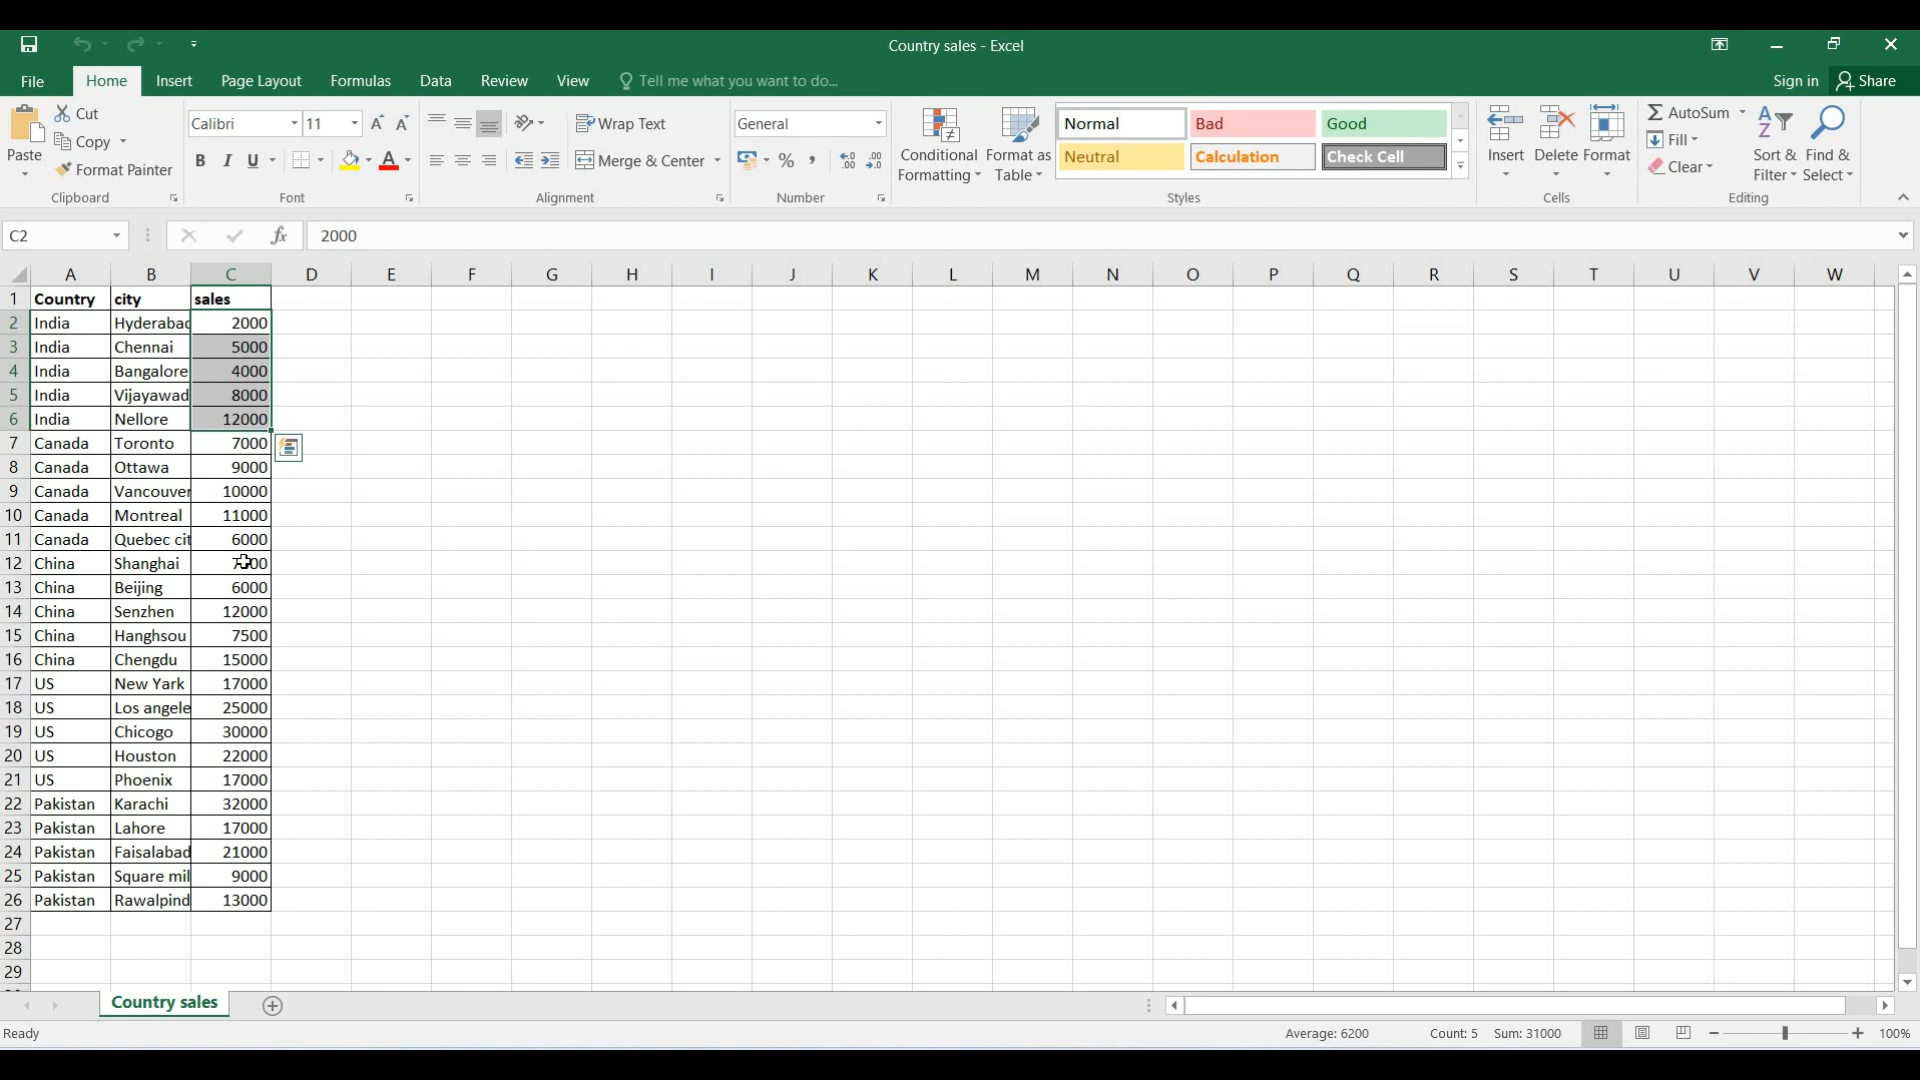 Country sales - Excel
File Home Insert Page Layout Formulas Data Review View Tell me what you want to do... Sign in Share
Paste Cut Copy Format Painter Clipboard
Calibri 11 B I U A Font
Wrap Text Merge & Center Alignment
General % , Number
Conditional Formatting Format as Table
Normal Bad Good
Neutral Calculation Check Cell
Styles
Insert Delete Format Cells
AutoSum Fill Clear Sort & Filter Find & Select Editing
C2 fx 2000
A B C D E F G H I J K L M N O P Q R S T U V W
1 Country city sales
2 India Hyderabad 2000
3 India Chennai 5000
4 India Bangalore 4000
5 India Vijayawad 8000
6 India Nellore 12000
7 Canada Toronto 7000
8 Canada Ottawa 9000
9 Canada Vancouver 10000
10 Canada Montreal 11000
11 Canada Quebec cit 6000
12 China Shanghai
13 China Beijing 6000
14 China Senzhen 12000
15 China Hanghsou 7500
16 China Chengdu 15000
17 US New York 17000
18 US Los angele 25000
19 US Chicogo 30000
20 US Houston 22000
21 US Phoenix 17000
22 Pakistan Karachi 32000
23 Pakistan Lahore 17000
24 Pakistan Faisalabad 21000
25 Pakistan Square mil 9000
26 Pakistan Rawalpind 13000
27
28
29
Country sales
Ready Average: 6200 Count: 5 Sum: 31000 100%